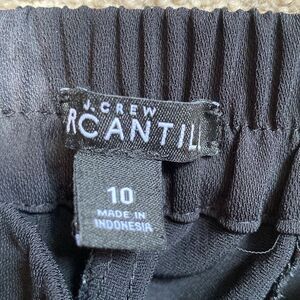 J.CREW
RCANTIL
10
MADE IN
INDONESIA